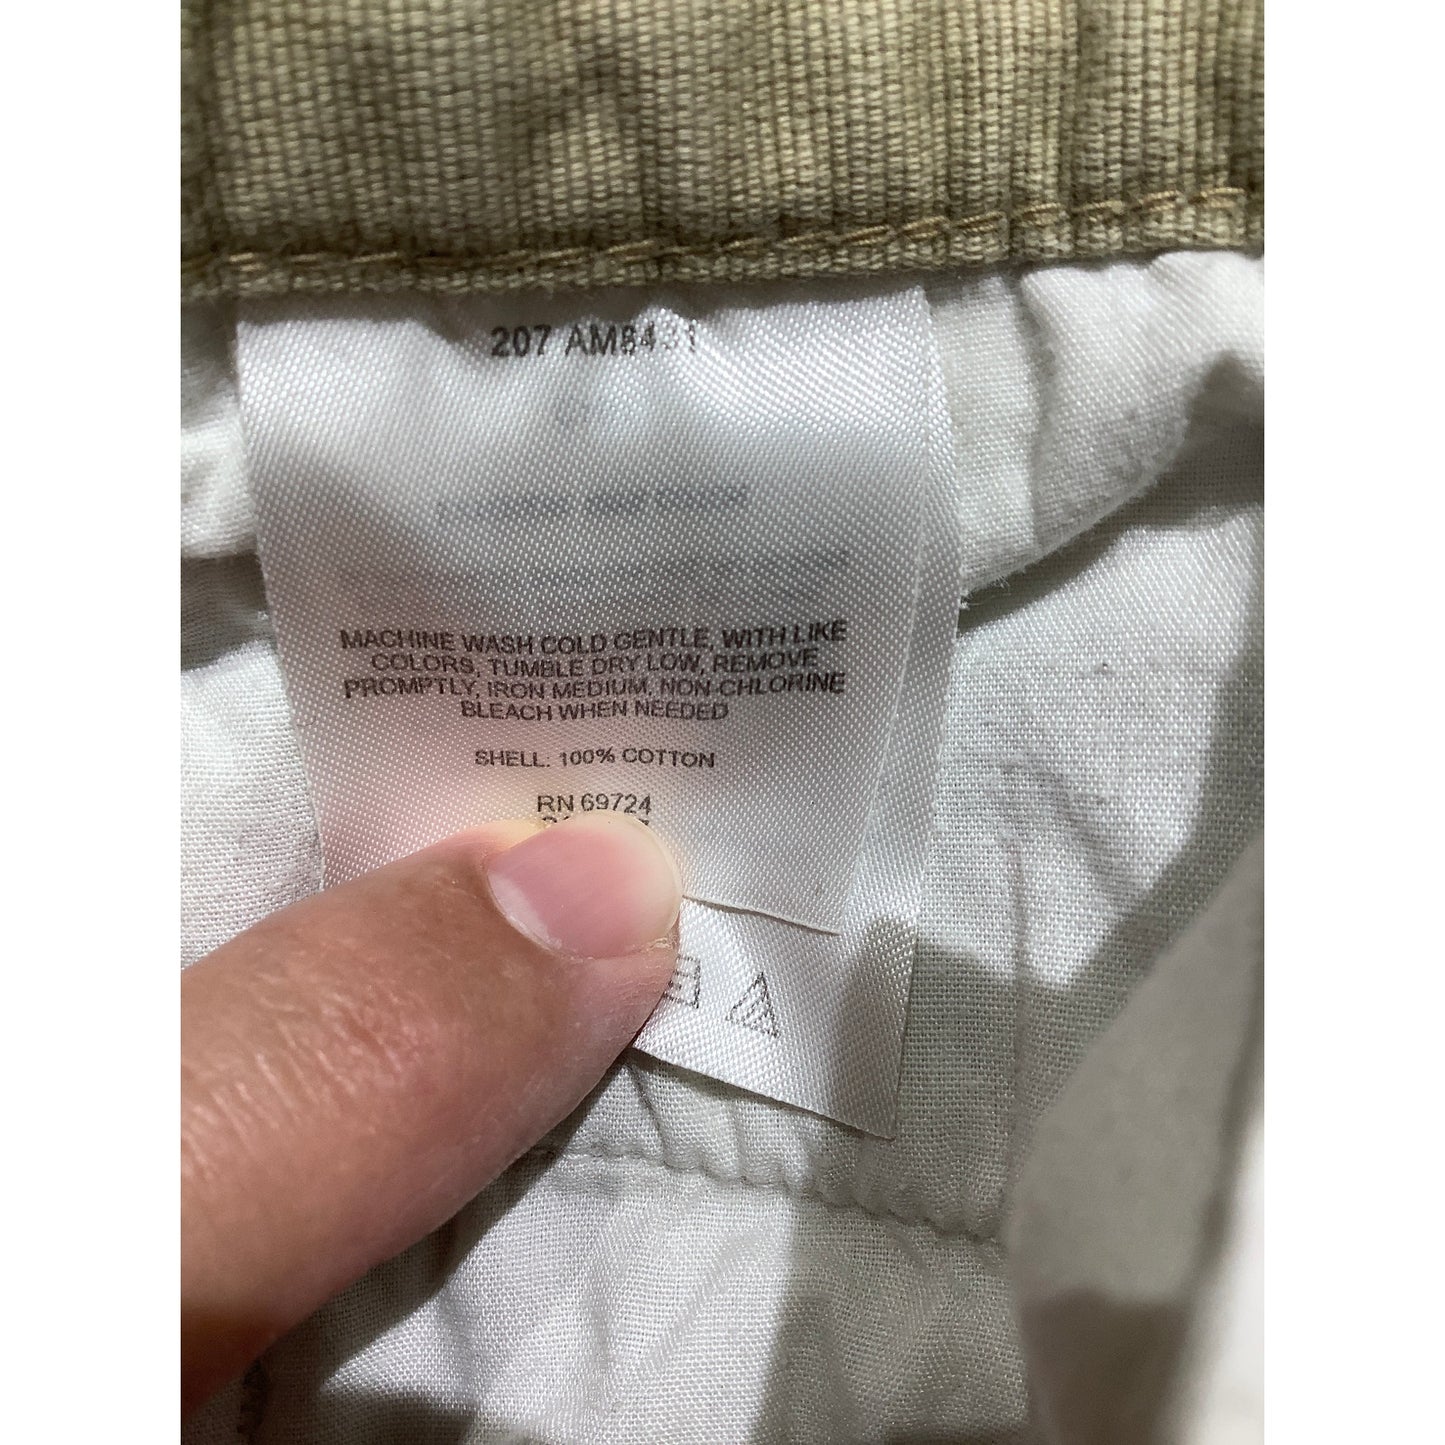 207 AM8431
MACHINE WASH COLD GENTLE, WITH LIKE
COLORS, TUMBLE DRY LOW, REMOVE
PROMPTLY, IRON MEDIUM, NON-CHLORINE
BLEACH WHEN NEEDED
SHELL: 100% COTTON
RN 69724